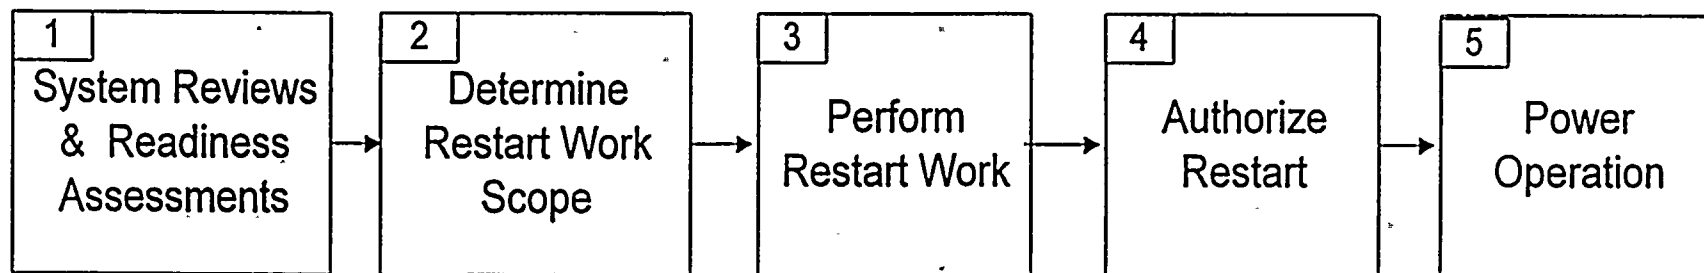 1
System Reviews
& Readiness
Assessments
2
Determine
Restart Work
Scope
3
Perform
Restart Work
4
Authorize
Restart
5
Power
Operation